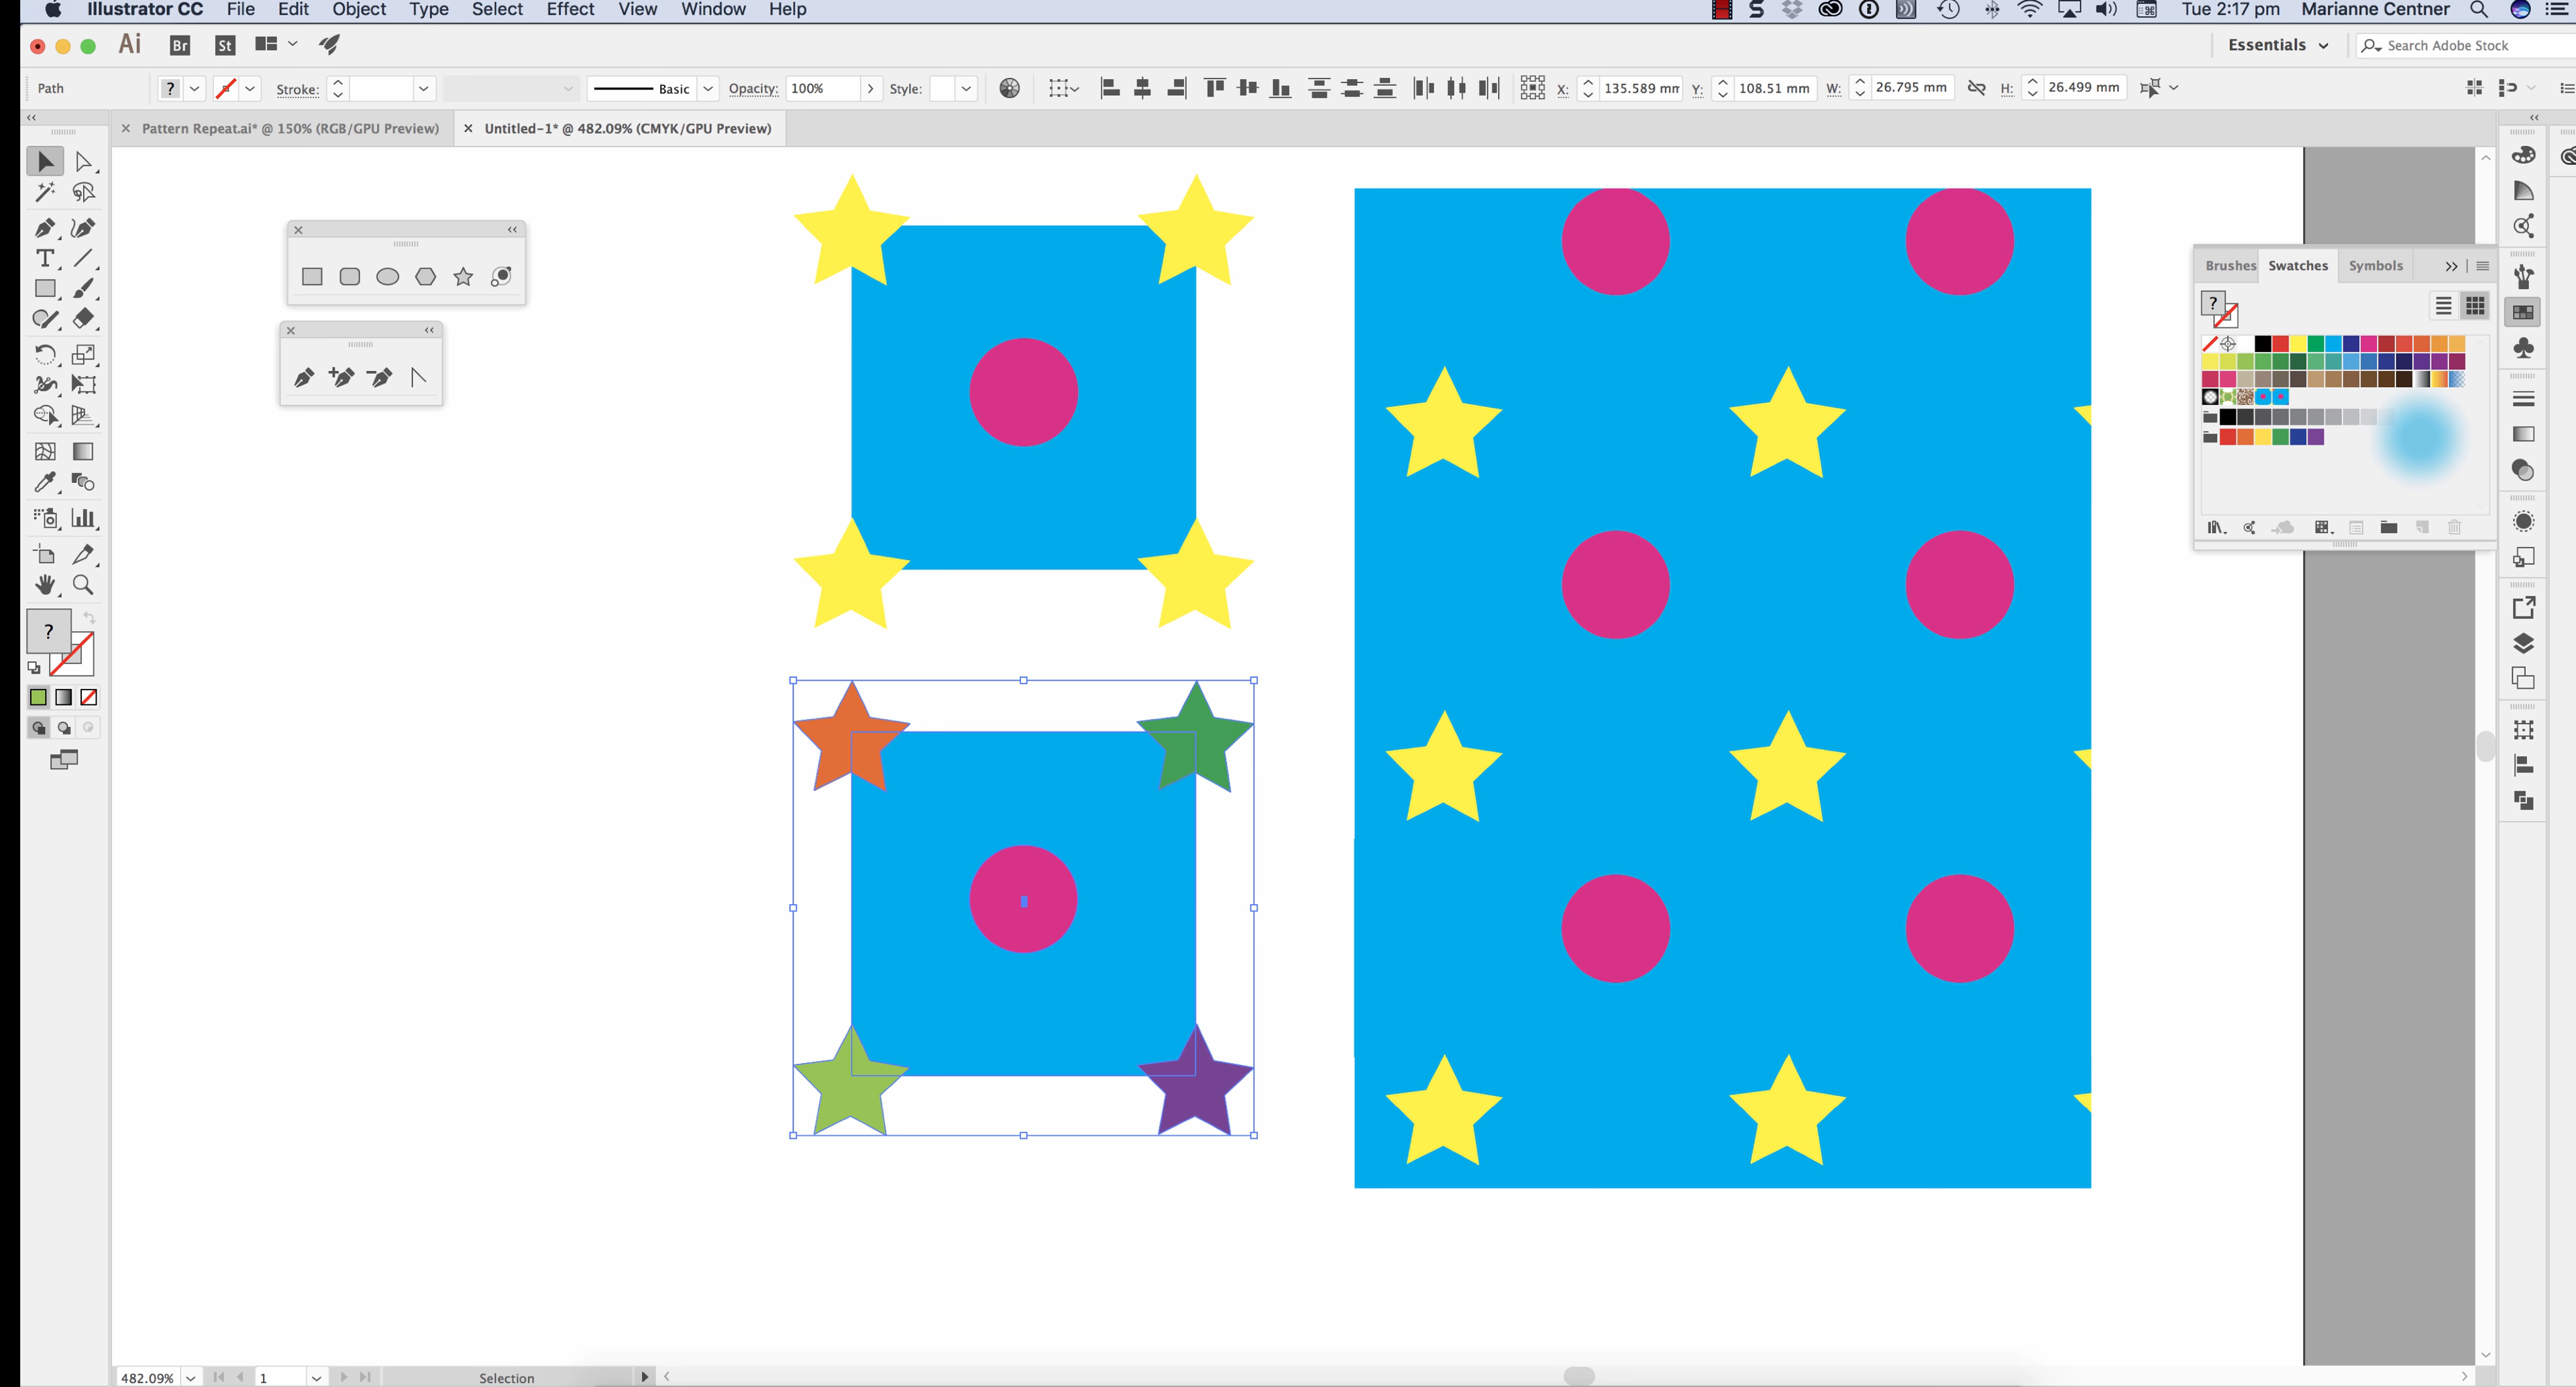 Illustrator CC File Edit Object Type Select Effect View Window Help S Tue 2:17 pm Marianne Centner
Ai Br St Essentials Search Adobe Stock
Path ? Stroke: Basic Opacity: 100% Style: X: 135.589 mm Y: 108.51 mm W: 26.795 mm H: 26.499 mm
Pattern Repeat.ai* @ 150% (RGB/GPU Preview) Untitled-1* @ 482.09% (CMYK/GPU Preview)
Brushes Swatches Symbols
?
?
482.09% 1 Selection